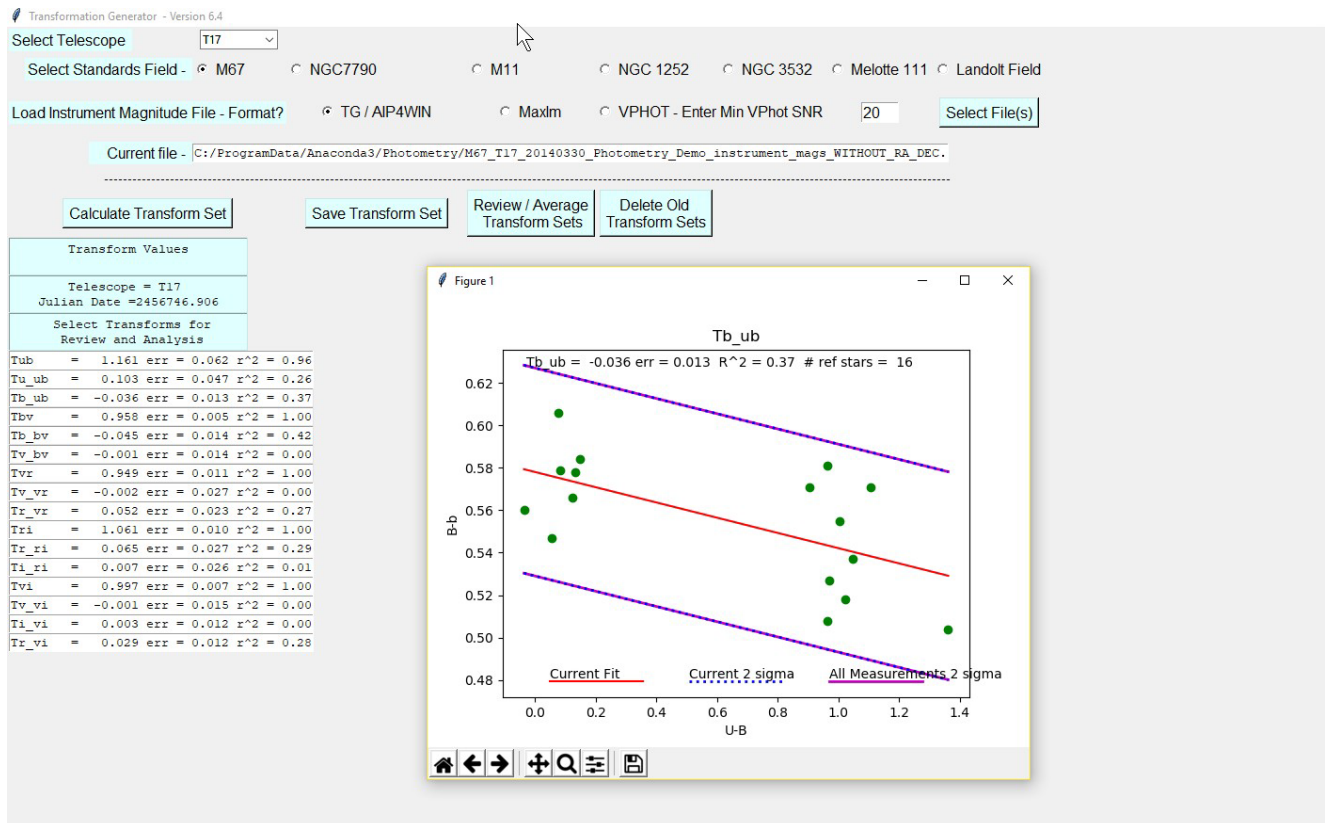 Transformation Generator - Version 6.4
Select Telescope T17
Select Standards Field - M67 NGC7790 M11 NGC 1252 NGC 3532 Melotte 111 Landolt Field
Load Instrument Magnitude File - Format? TG / AIP4WIN MaxIm VPHOT - Enter Min VPhot SNR 20 Select File(s)
Current file - C:/ProgramData/Anaconda3/Photometry/M67_T17_20140330_Photometry_Demo_instrument_mags_WITHOUT_RA_DEC.
Calculate Transform Set
Save Transform Set
Review / Average
Transform Sets
Delete Old
Transform Sets
Transform Values
Telescope = T17
Julian Date =2456746.906
Select Transforms for
Review and Analysis
Tub = 1.161 err = 0.062 r^2 = 0.96
Tu_ub = 0.103 err = 0.047 r^2 = 0.26
Tb_ub = -0.036 err = 0.013 r^2 = 0.37
Tbv = 0.958 err = 0.005 r^2 = 1.00
Tb_bv = -0.045 err = 0.014 r^2 = 0.42
Tv_bv = -0.001 err = 0.014 r^2 = 0.00
Tvr = 0.949 err = 0.011 r^2 = 1.00
Tv_vr = -0.002 err = 0.027 r^2 = 0.00
Tr_vr = 0.052 err = 0.023 r^2 = 0.27
Tri = 1.061 err = 0.010 r^2 = 1.00
Tr_ri = 0.065 err = 0.027 r^2 = 0.29
Ti_ri = 0.007 err = 0.026 r^2 = 0.01
Tvi = 0.997 err = 0.007 r^2 = 1.00
Tv_vi = -0.001 err = 0.015 r^2 = 0.00
Ti_vi = 0.003 err = 0.012 r^2 = 0.00
Tr_vi = 0.029 err = 0.012 r^2 = 0.28
Figure 1
Tb_ub
Tb_ub = -0.036 err = 0.013 R^2 = 0.37 # ref stars = 16
0.62
0.60
0.58
0.56
0.54
0.52
0.50
0.48
B-b
Current Fit
Current 2 sigma
All Measurements 2 sigma
0.0 0.2 0.4 0.6 0.8 1.0 1.2 1.4
U-B